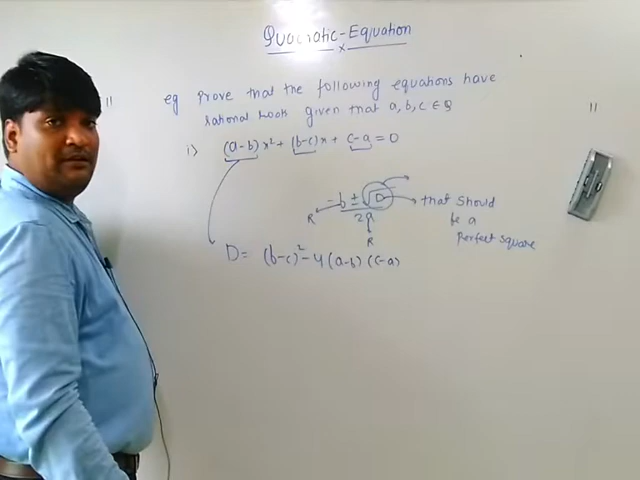 Quadratic-Equation
x
eg Prove that the following equations have
rational roots given that a, b, c ∈ Q
i> (a-b)x² + (b-c)x + c-a = 0
-b ± √D
2a
R
R
that should
be a
perfect square
D = (b-c)² - 4(a-b)(c-a)